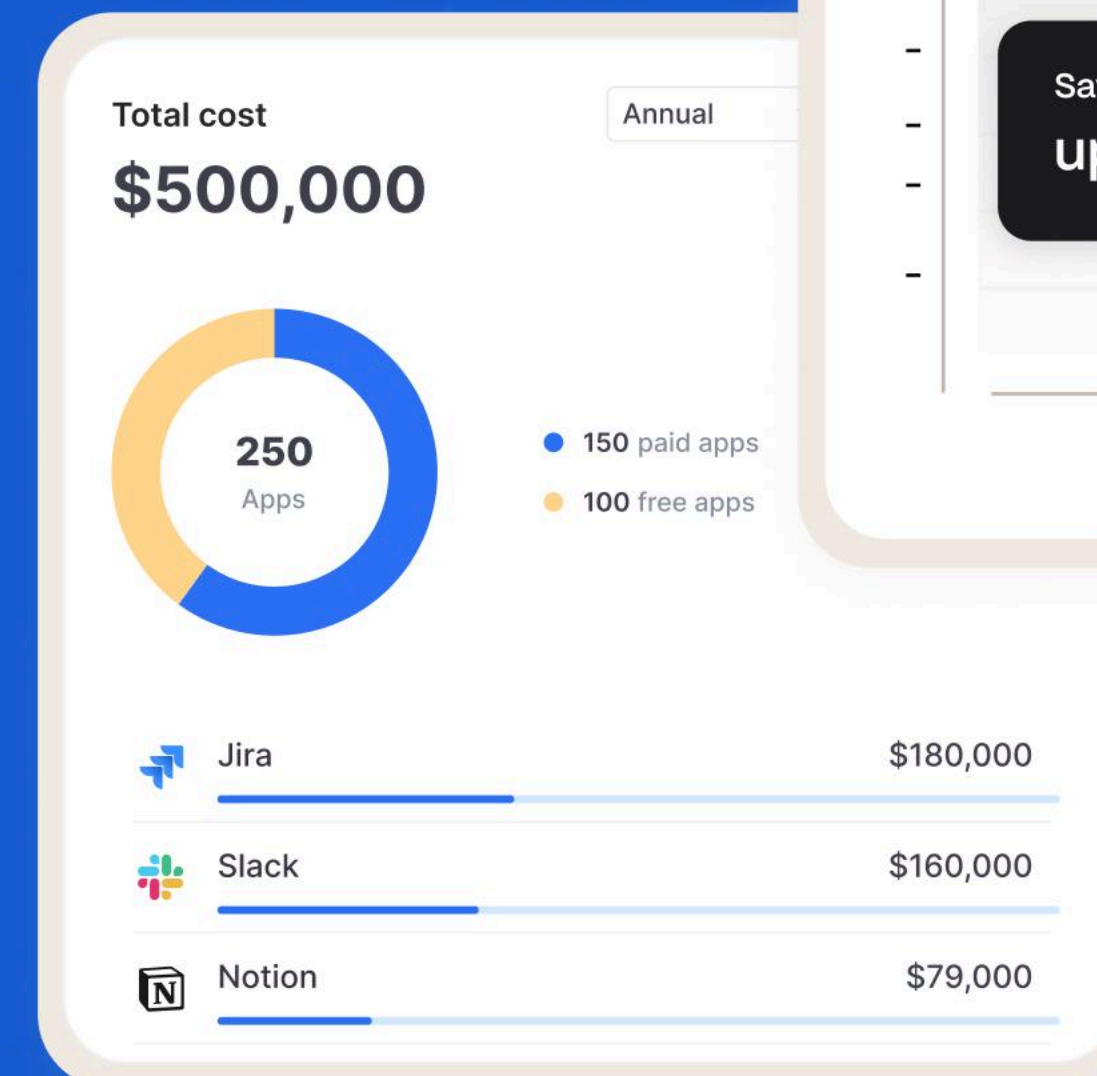 Total cost
Annual
$500,000
250
Apps
150 paid apps
100 free apps
Jira
$180,000
Slack
$160,000
N
Notion
$79,000